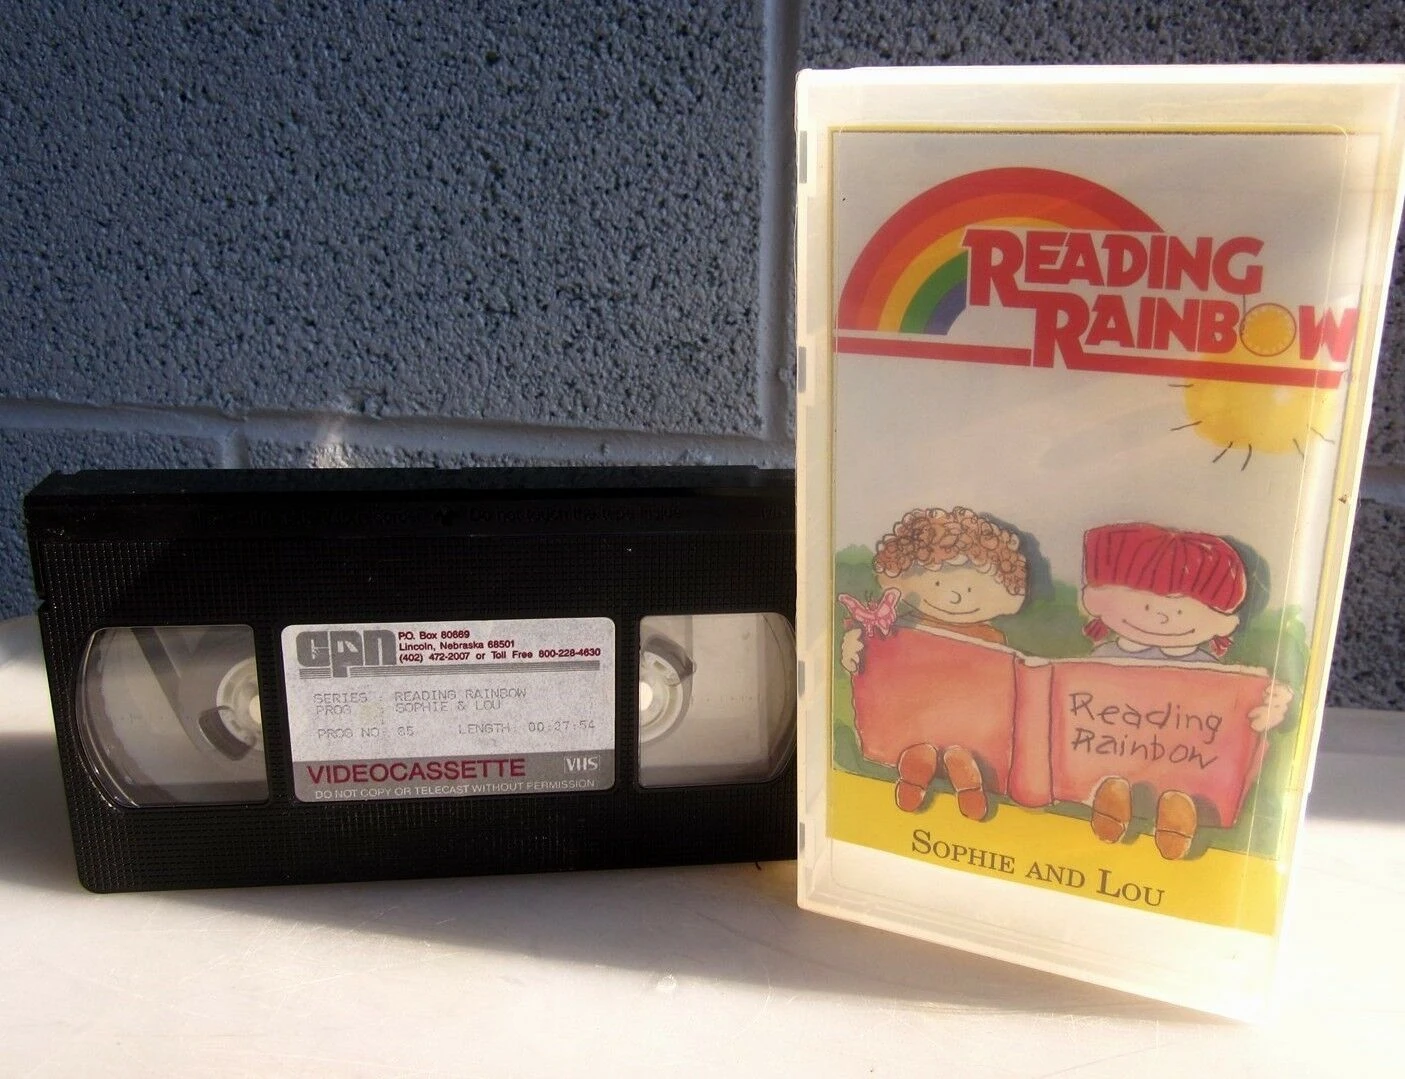 GPN
P.O. Box 80669
Lincoln, Nebraska 68501
(402) 472-2007 or Toll Free 800-228-4630
SERIES : READING RAINBOW
PROG : SOPHIE & LOU
PROG NO: 85 LENGTH: 00:27:54
VIDEOCASSETTE VHS
DO NOT COPY OR TELECAST WITHOUT PERMISSION
READING
RAINBOW
Reading
Rainbow
SOPHIE AND LOU